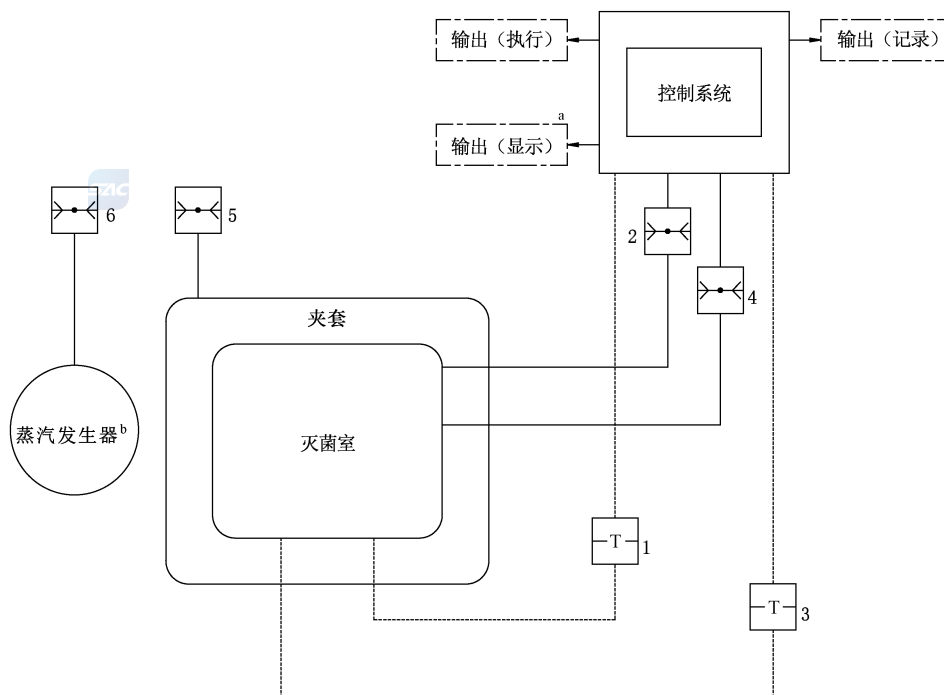 输出（执行）
输出（记录）
控制系统
输出（显示）a
SAC
6
5
2
4
夹套
蒸汽发生器b
灭菌室
T 1
T 3